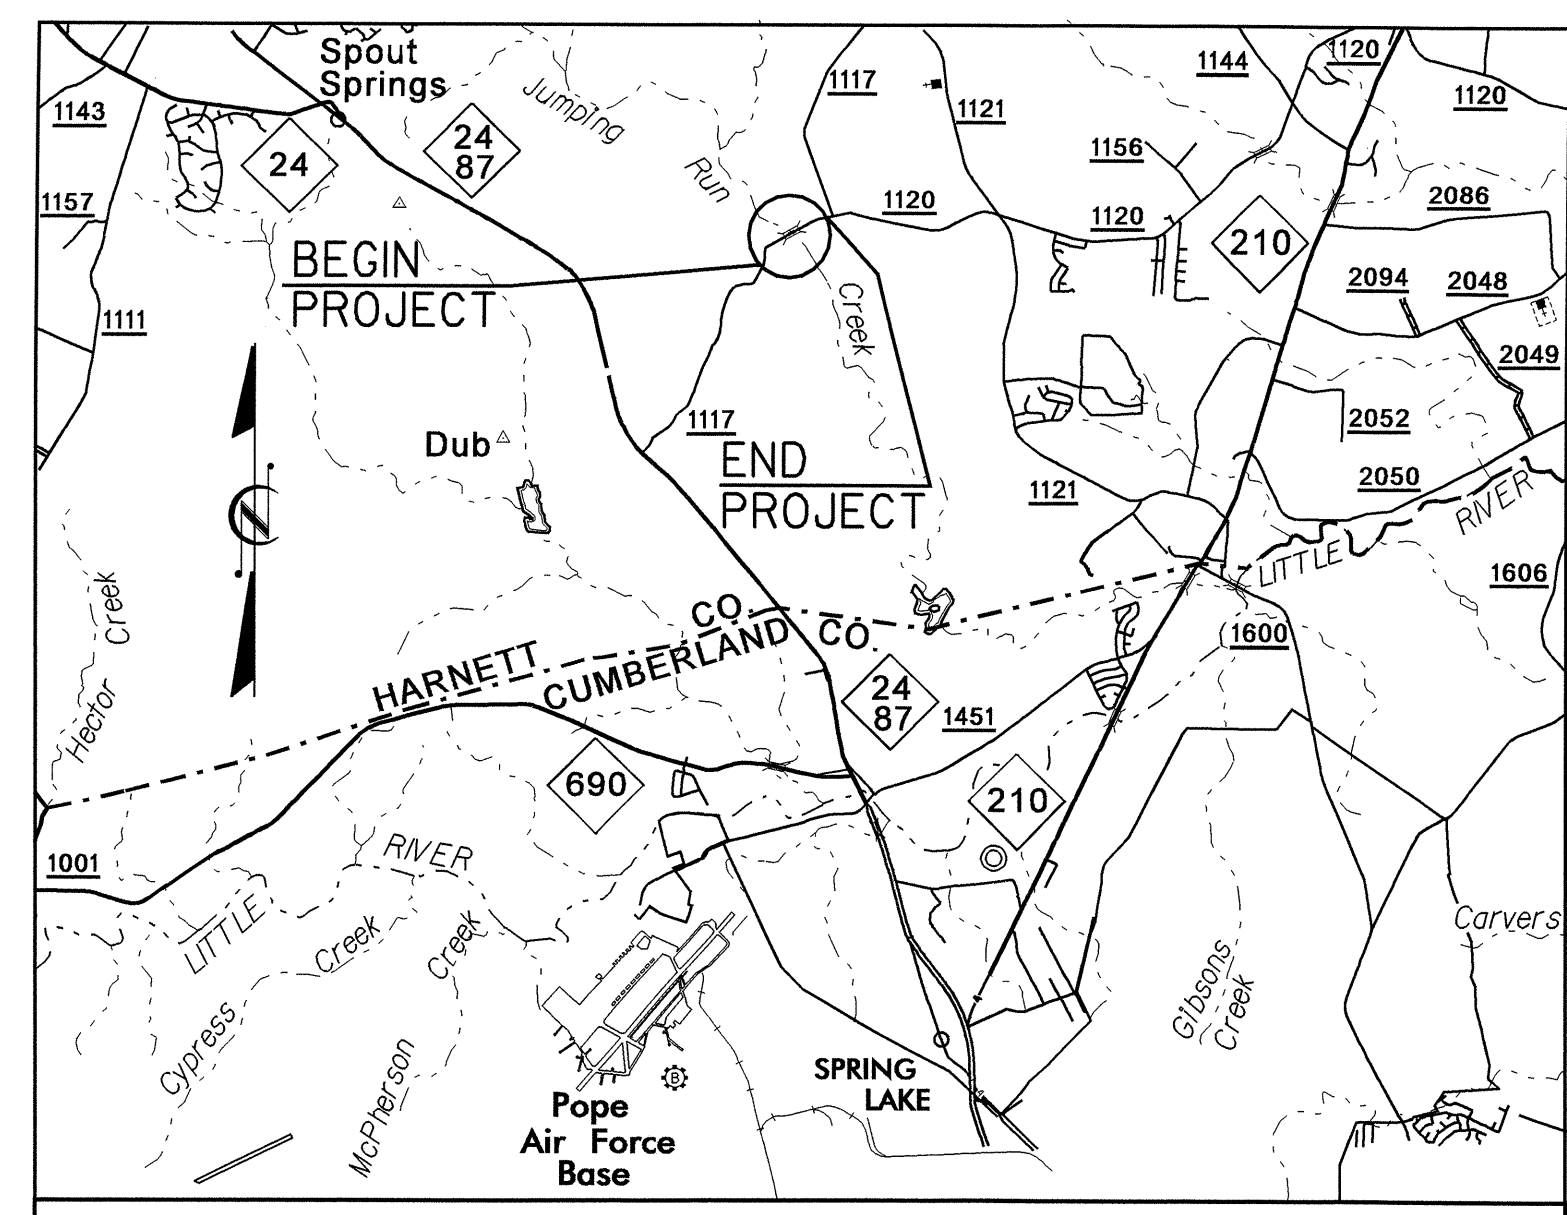 Spout
Springs
1143
24
24
87
Jumping
Run
1117
1121
1144
1120
1120
1156
1157
1120
1120
2086
210
BEGIN
PROJECT
2094
2048
1111
Creek
2049
1117
2052
Dub
END
PROJECT
1121
2050
LITTLE
RIVER
N
1606
Hector
Creek
HARNETT
CO.
CUMBERLAND
CO.
1600
24
87
1451
690
210
1001
RIVER
LITTLE
Creek
Creek
Carvers
Cypress
McPherson
Gibsons
Creek
B
SPRING
LAKE
Pope
Air Force
Base